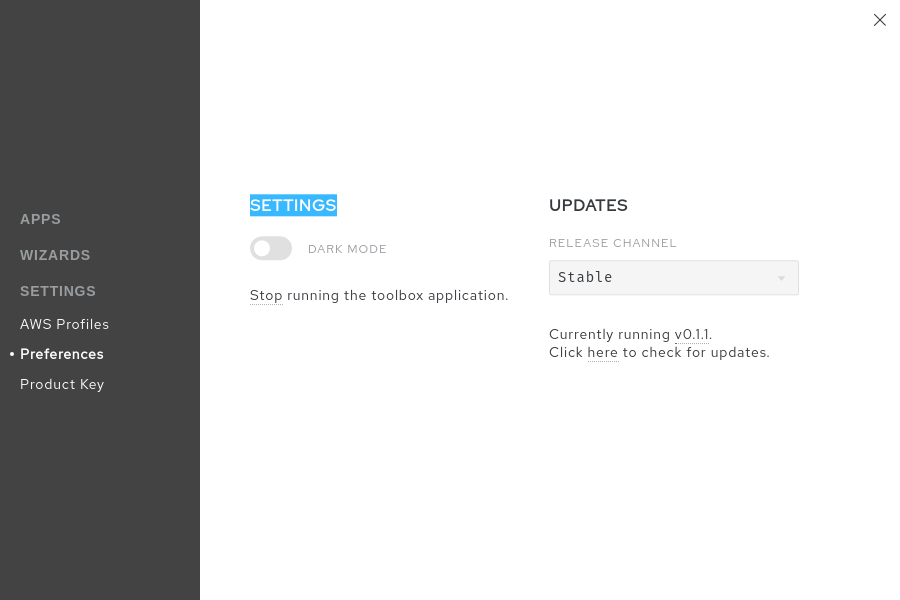 APPS
WIZARDS
SETTINGS
AWS Profiles
• Preferences
Product Key
SETTINGS
DARK MODE
Stop running the toolbox application.
UPDATES
RELEASE CHANNEL
Stable
Currently running v0.1.1.
Click here to check for updates.